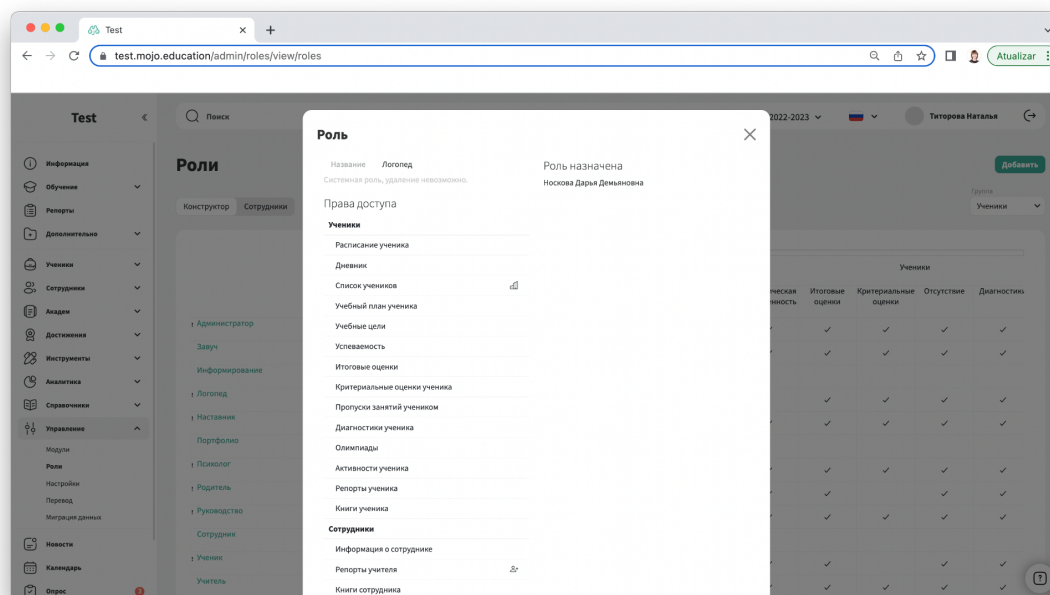 Test
test.mojo.education/admin/roles/view/roles
Atualizar
Test
Поиск
2022-2023
Титорова Наталья
Информация
Обучение
Репорты
Дополнительно
Ученики
Сотрудники
Академ
Достижения
Инструменты
Аналитика
Справочники
Управление
Модули
Роли
Настройки
Перевод
Миграция данных
Новости
Календарь
Опрос
Роли
Добавить
Конструктор
Сотрудники
Группа
Ученики
Ученики
Итоговые оценки
Критериальные оценки
Отсутствие
! Администратор
Завуч
Информирование
! Логопед
! Наставник
Портфолио
! Психолог
! Родитель
! Руководство
Сотрудник
! Ученик
Учитель
Роль
Название Логопед
Системная роль, удаление невозможно.
Права доступа
Ученики
Расписание ученика
Дневник
Список учеников
Учебный план ученика
Учебные цели
Успеваемость
Итоговые оценки
Критериальные оценки ученика
Пропуски занятий учеником
Диагностики ученика
Олимпиады
Активности ученика
Репорты ученика
Книги ученика
Сотрудники
Информация о сотруднике
Репорты учителя
Книги сотрудника
Роль назначена
Носкова Дарья Демьяновна